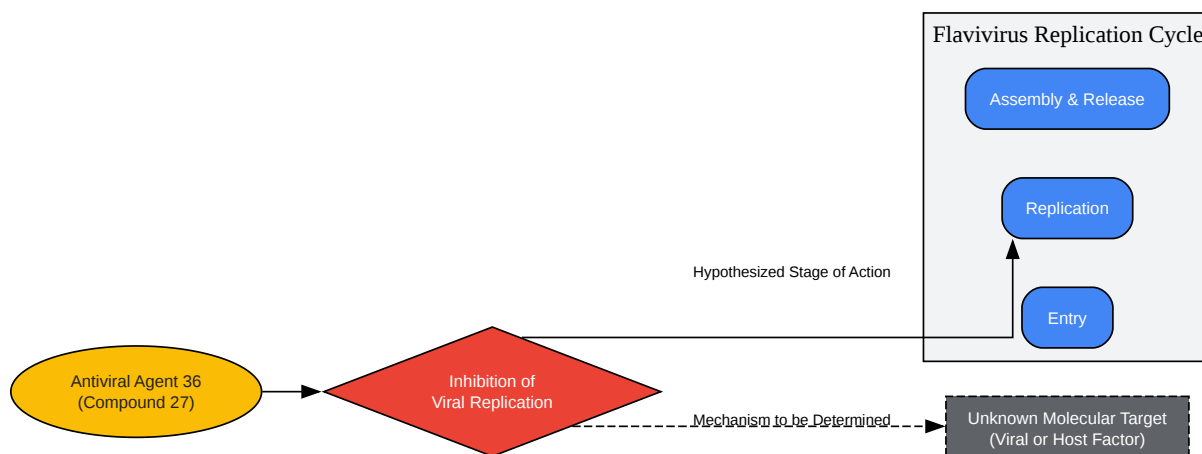 Flavivirus Replication Cycle
Assembly & Release
Replication
Hypothesized Stage of Action
Entry
Antiviral Agent 36
(Compound 27)
Inhibition of
Viral Replication
Mechanism to be Determined
Unknown Molecular Target
(Viral or Host Factor)